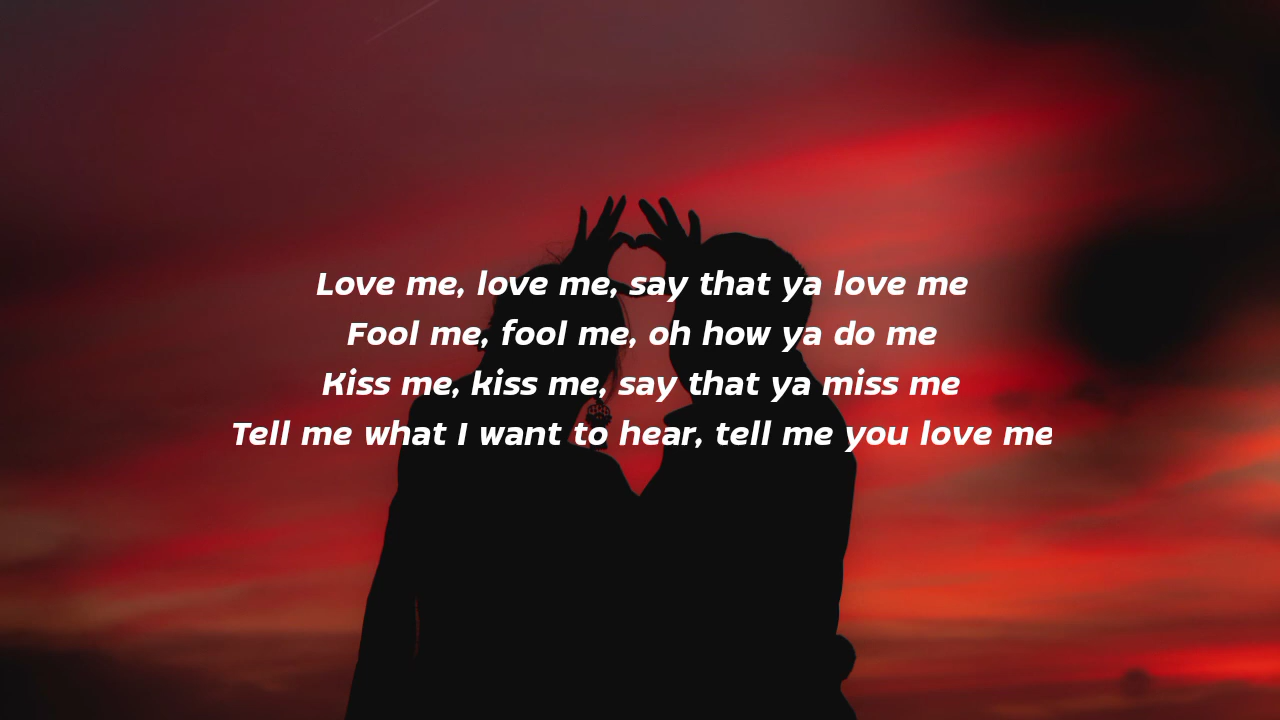 Love me, love me, say that ya love me
Fool me, fool me, oh how ya do me
Kiss me, kiss me, say that ya miss me
Tell me what I want to hear, tell me you love me